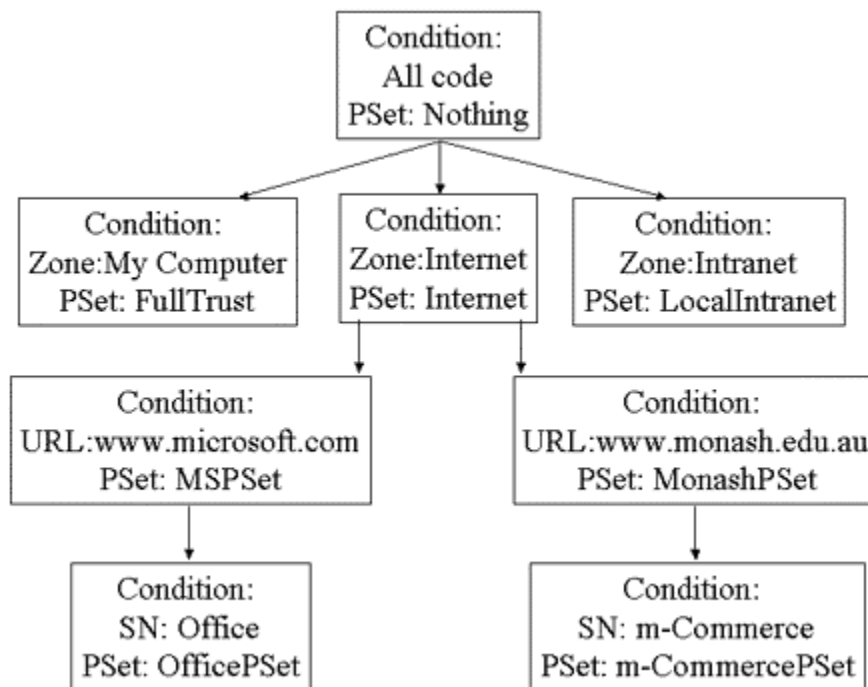 Condition:
All code
PSet: Nothing
Condition:
Zone:My Computer
PSet: FullTrust
Condition:
Zone:Internet
PSet: Internet
Condition:
Zone:Intranet
PSet: LocalIntranet
Condition:
URL:www.microsoft.com
PSet: MSPSet
Condition:
URL:www.monash.edu.au
PSet: MonashPSet
Condition:
SN: Office
PSet: OfficePSet
Condition:
SN: m-Commerce
PSet: m-CommercePSet